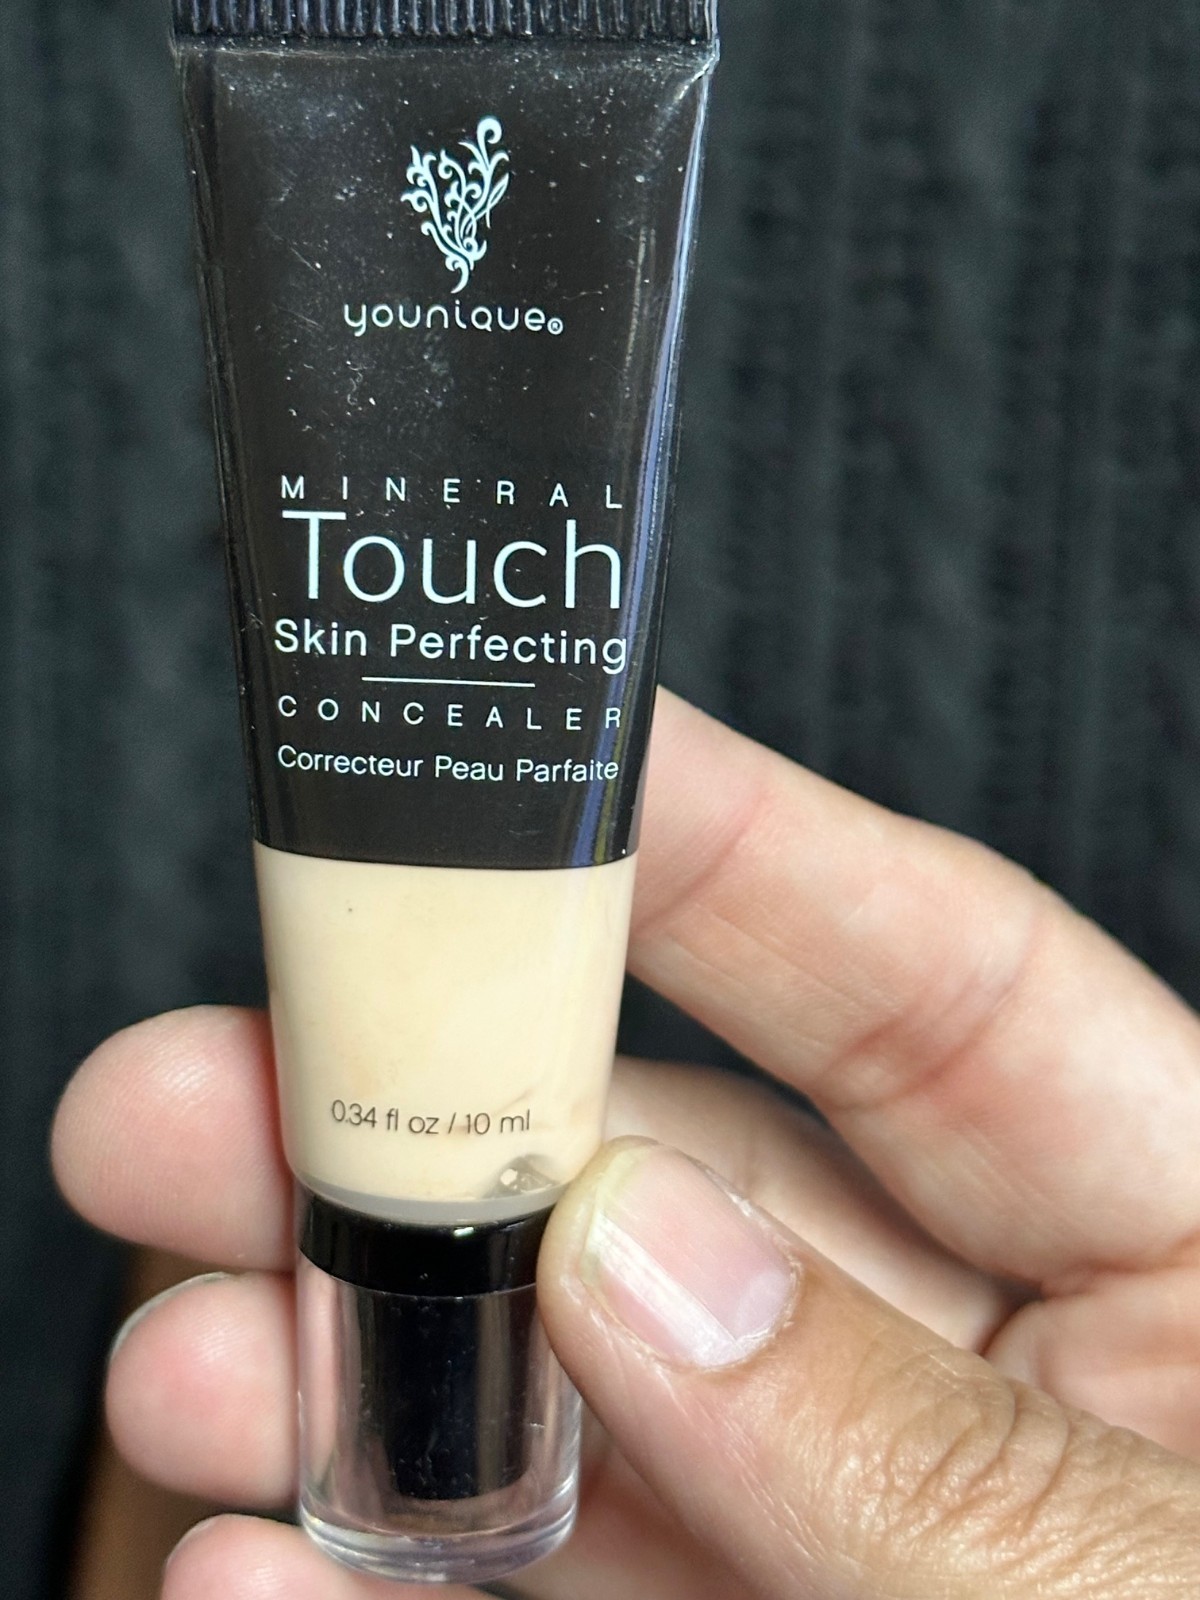 younique®
MINERAL
Touch
Skin Perfecting
CONCEALER
Correcteur Peau Parfaite
0.34 fl oz / 10 ml